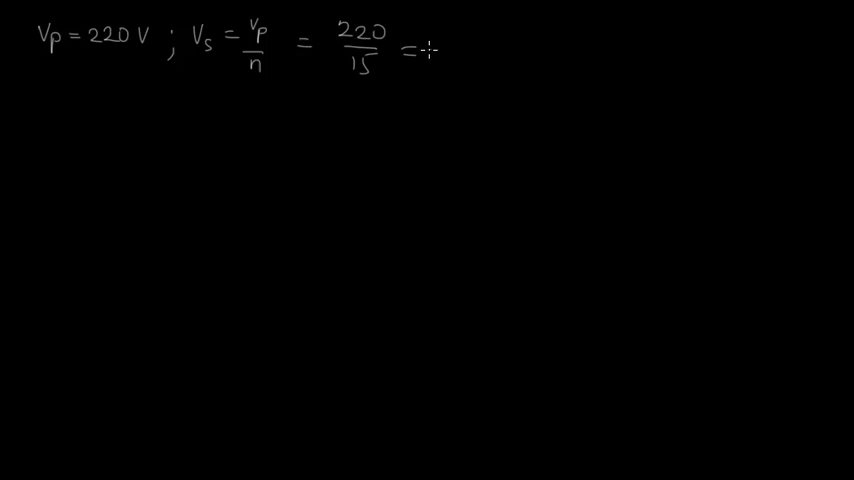 Vp = 220 V ; Vs = Vp/n = 220/15 =